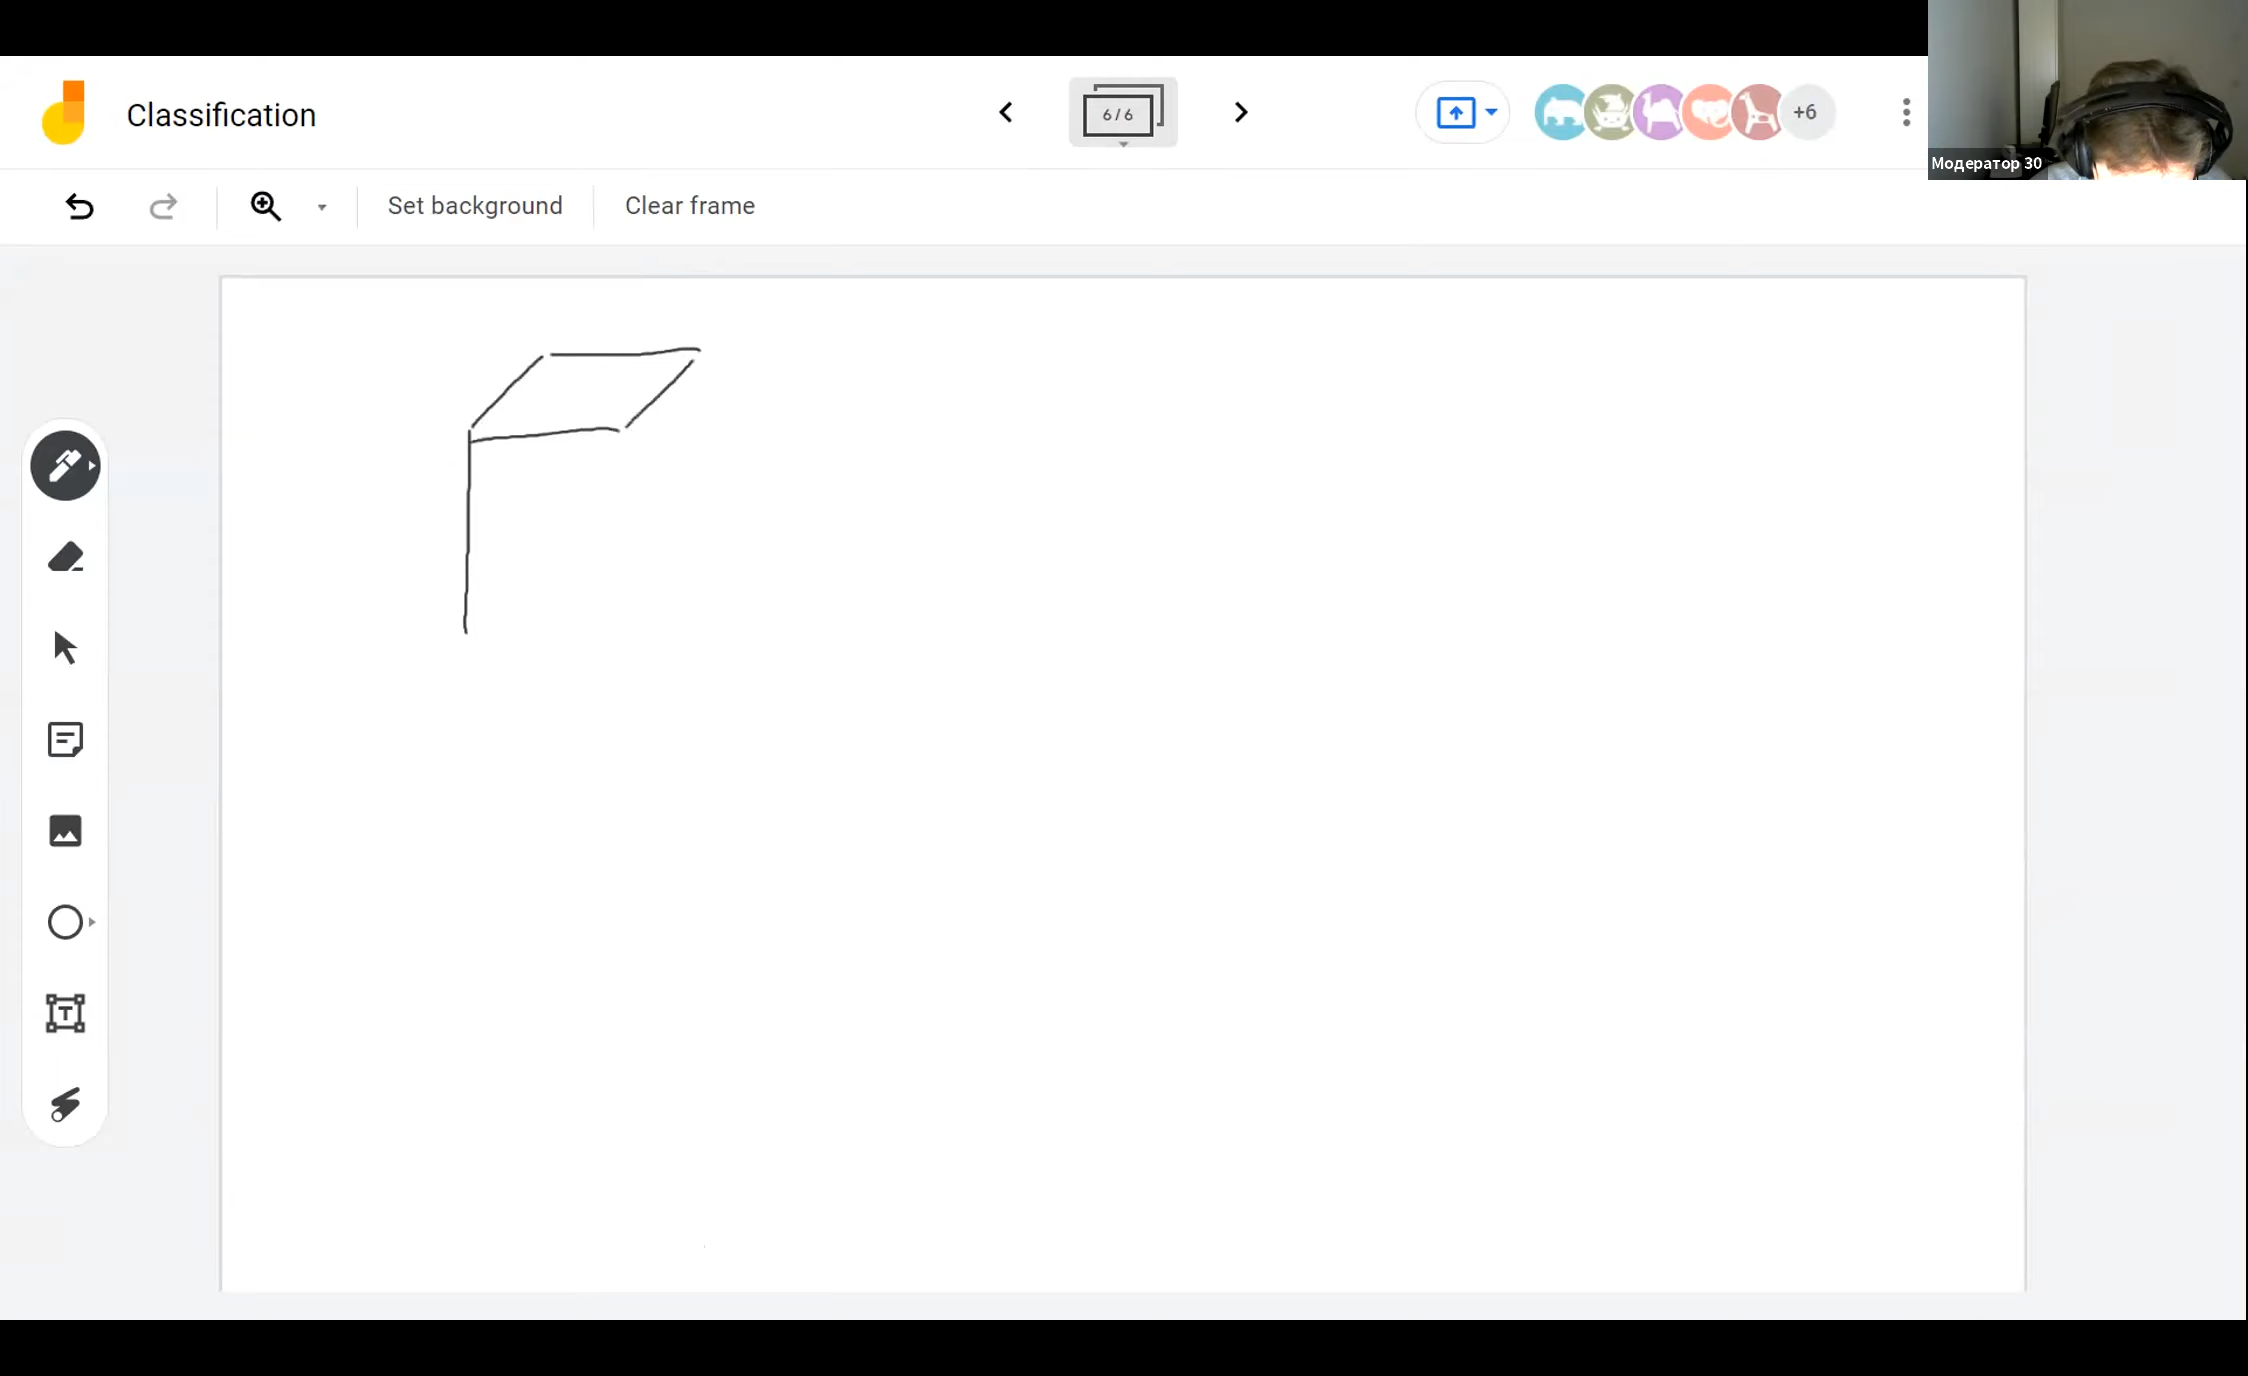 Classification
6/6
+6
Модератор 30
Set background
Clear frame
T